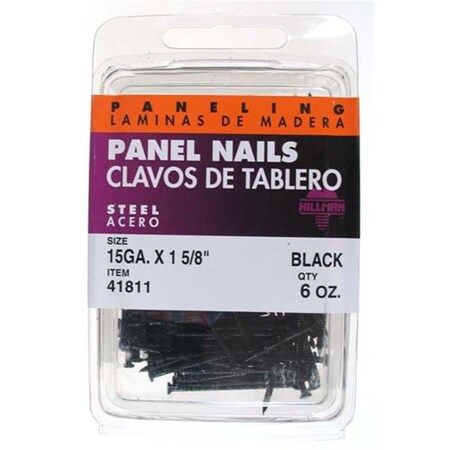 PANELING
LAMINAS DE MADERA
PANEL NAILS
CLAVOS DE TABLERO
HILLMAN
STEEL
ACERO
SIZE
15GA. X 1 5/8" BLACK
ITEM QTY
41811 6 OZ.